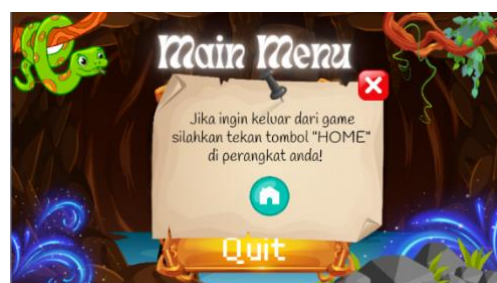 Main Menu
Jika ingin keluar dari game
silahkan tekan tombol "HOME"
di perangkat anda!
Quit